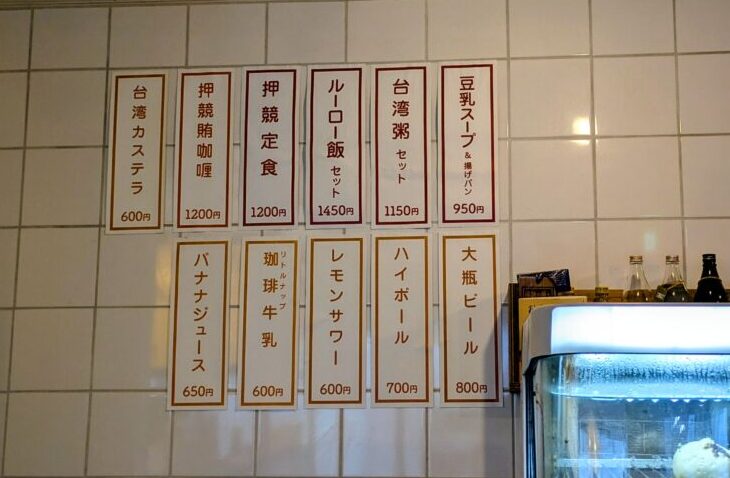 豆乳スープ
&揚げパン
950円
台湾粥セット
1150円
ルーロー飯セット
1450円
押競定食
1200円
押競賄咖喱
1200円
台湾カステラ
600円
大瓶ビール
800円
ハイボール
700円
レモンサワー
600円
リトルナップ
珈琲牛乳
600円
バナナジュース
650円